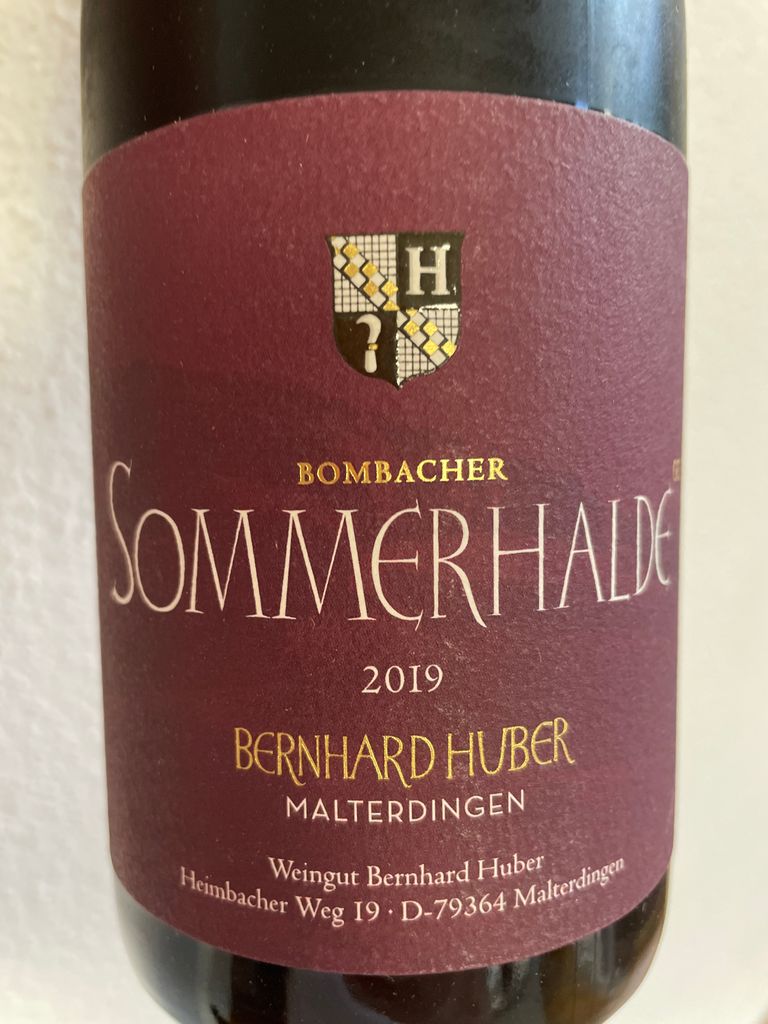 H
BOMBACHER
SOMMERHALDE
2019
BERNHARD HUBER
MALTERDINGEN
Weingut Bernhard Huber
Heimbacher Weg 19 · D-79364 Malterdingen